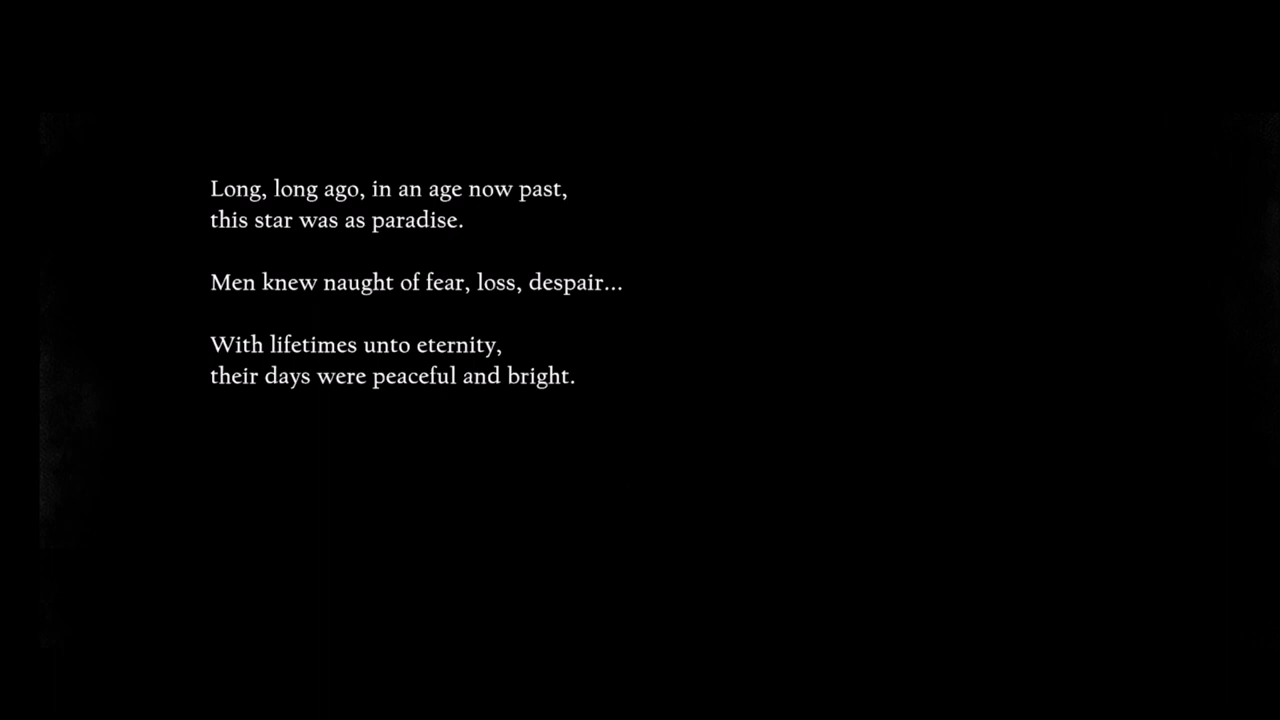 Long, long ago, in an age now past,
this star was as paradise.
Men knew naught of fear, loss, despair...
With lifetimes unto eternity,
their days were peaceful and bright.